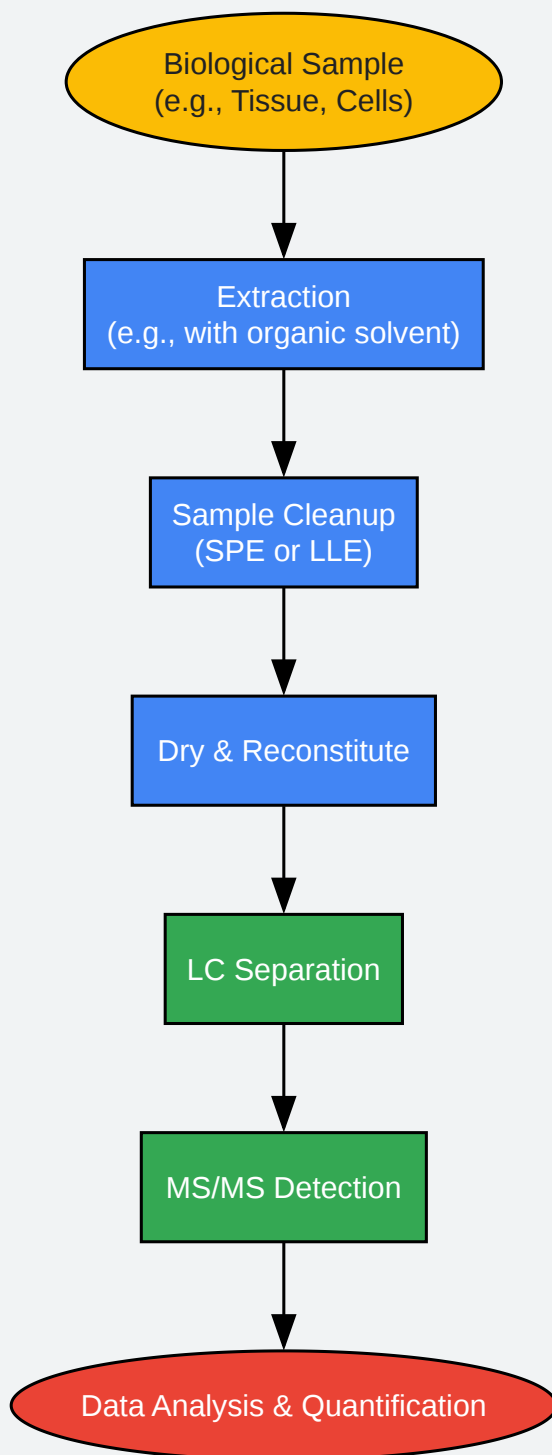 Biological Sample
(e.g., Tissue, Cells)
Extraction
(e.g., with organic solvent)
Sample Cleanup
(SPE or LLE)
Dry & Reconstitute
LC Separation
MS/MS Detection
Data Analysis & Quantification